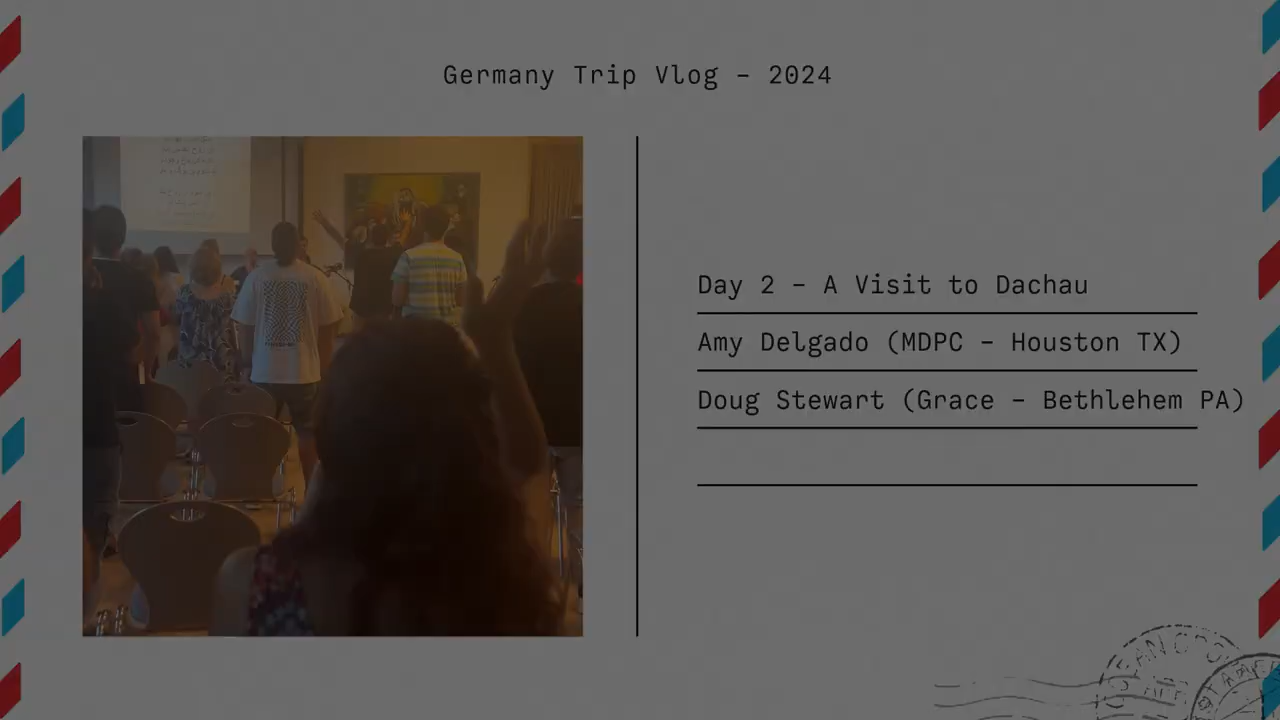 Germany Trip Vlog - 2024
Day 2 - A Visit to Dachau
Amy Delgado (MDPC - Houston TX)
Doug Stewart (Grace - Bethlehem PA)